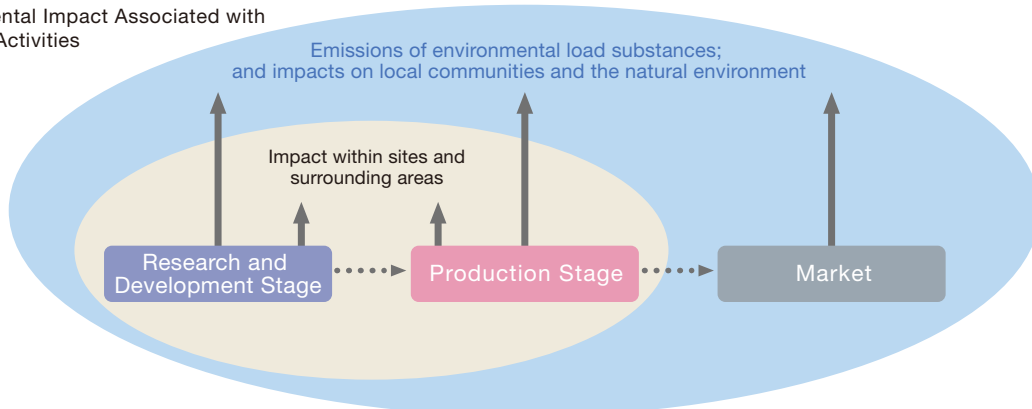 ental Impact Associated with
Activities
Emissions of environmental load substances;
and impacts on local communities and the natural environment
Impact within sites and
surrounding areas
Research and
Development Stage
Production Stage
Market